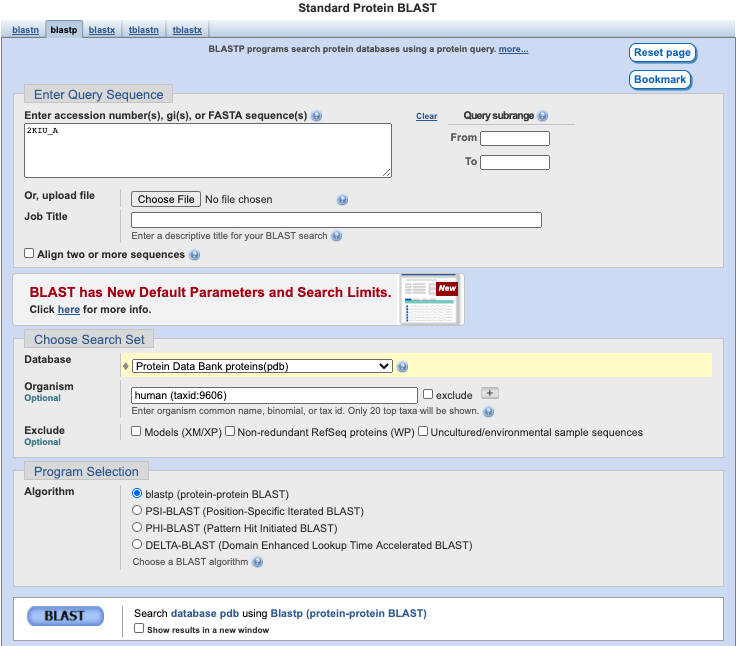 Standard Protein BLAST
blastn blastp blastx tblastn tblastx
BLASTP programs search protein databases using a protein query. more...
Reset page
Bookmark
Enter Query Sequence
Enter accession number(s), gi(s), or FASTA sequence(s) Clear Query subrange
2KIU_A
From
To
Or, upload file Choose File No file chosen
Job Title
Enter a descriptive title for your BLAST search
Align two or more sequences
BLAST has New Default Parameters and Search Limits. New
Click here for more info.
Choose Search Set
Database Protein Data Bank proteins(pdb)
Organism
Optional
human (taxid:9606) exclude +
Enter organism common name, binomial, or tax id. Only 20 top taxa will be shown.
Exclude
Optional
Models (XM/XP) Non-redundant RefSeq proteins (WP) Uncultured/environmental sample sequences
Program Selection
Algorithm
blastp (protein-protein BLAST)
PSI-BLAST (Position-Specific Iterated BLAST)
PHI-BLAST (Pattern Hit Initiated BLAST)
DELTA-BLAST (Domain Enhanced Lookup Time Accelerated BLAST)
Choose a BLAST algorithm
BLAST
Search database pdb using Blastp (protein-protein BLAST)
Show results in a new window